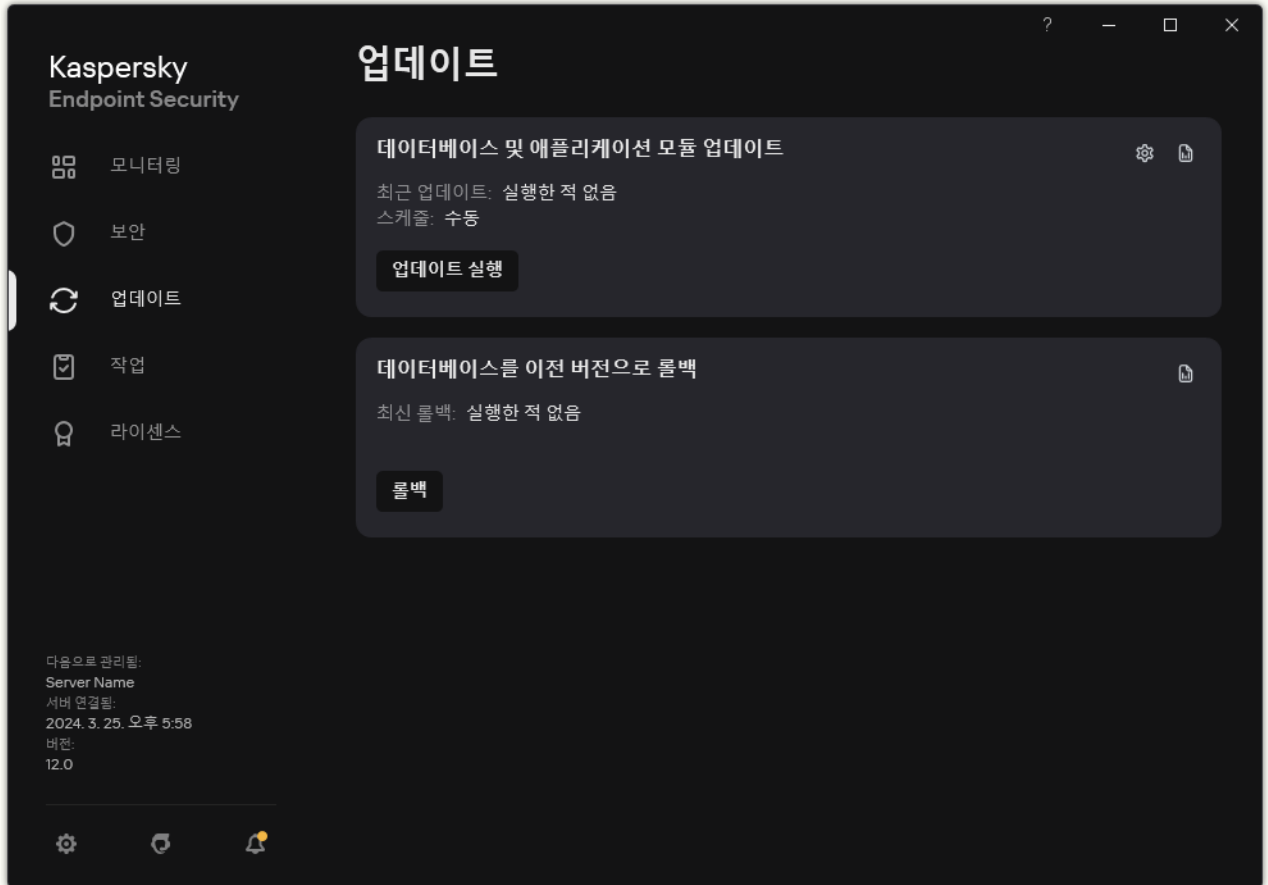 ?
Kaspersky
Endpoint Security
모니터링
보안
업데이트
작업
라이센스
다음으로 관리됨:
Server Name
서버 연결됨:
2024. 3. 25. 오후 5:58
버전:
12.0
업데이트
데이터베이스 및 애플리케이션 모듈 업데이트
최근 업데이트: 실행한 적 없음
스케줄: 수동
업데이트 실행
데이터베이스를 이전 버전으로 롤백
최신 롤백: 실행한 적 없음
롤백